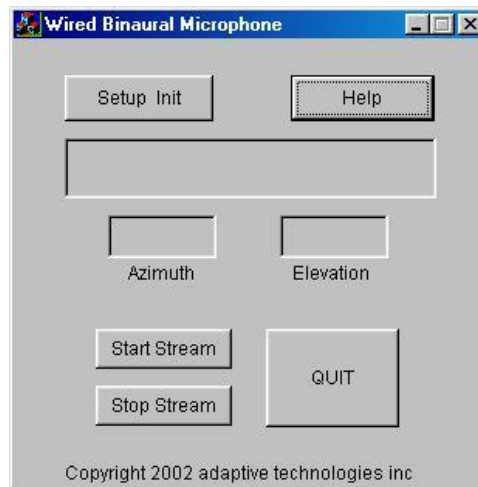 Wired Binaural Microphone
Setup Init
Help
Azimuth
Elevation
Start Stream
Stop Stream
QUIT
Copyright 2002 adaptive technologies inc